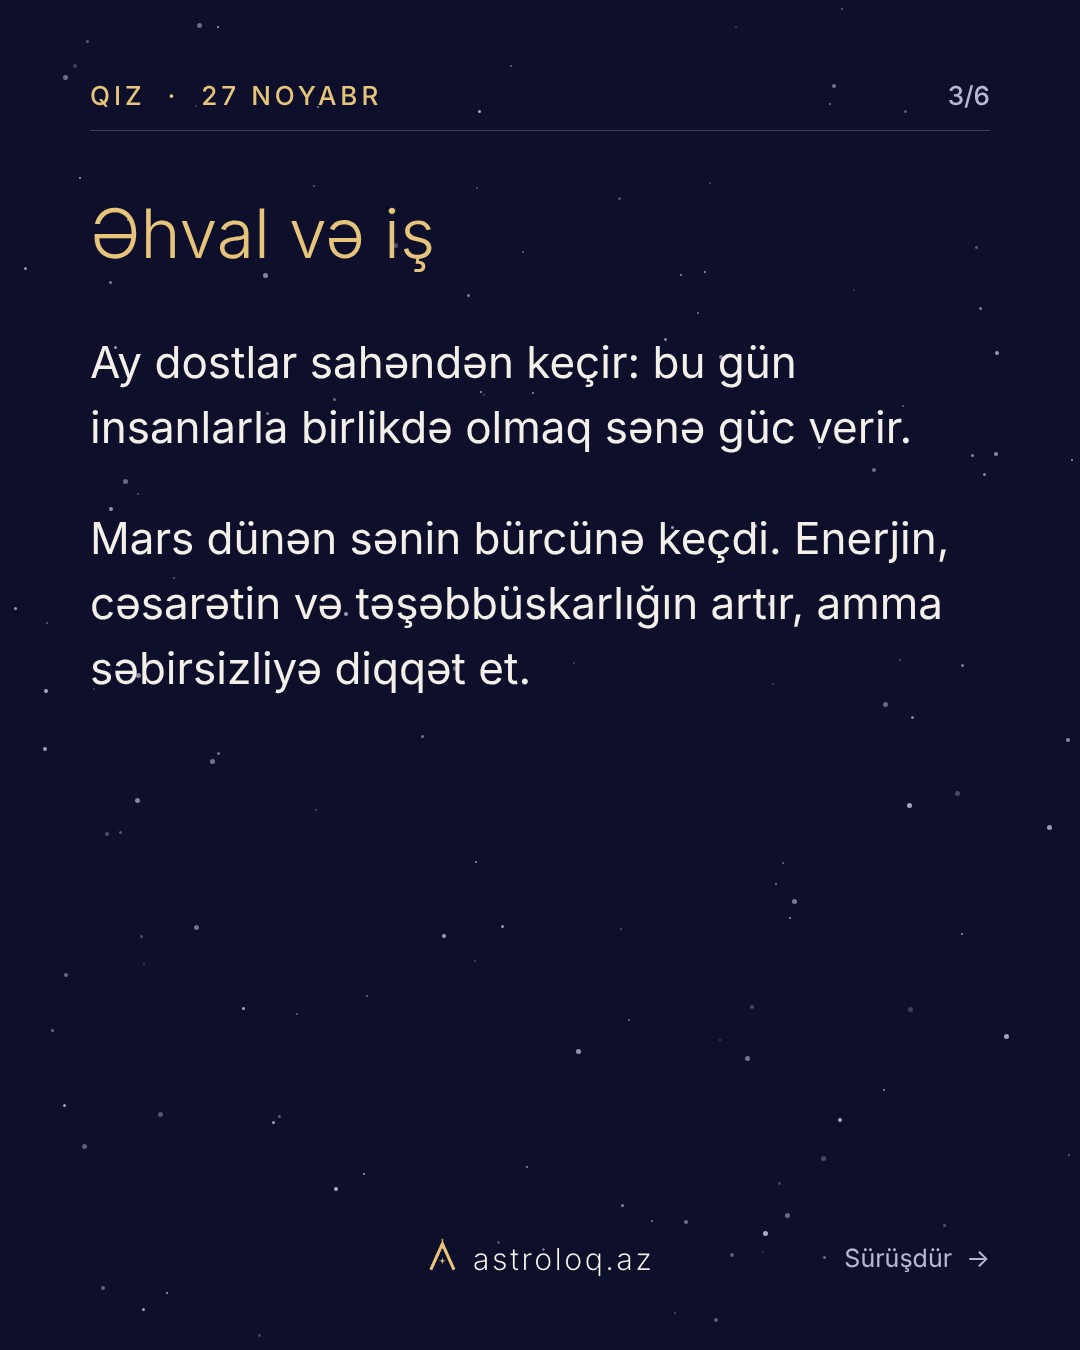 QIZ · 27 NOYABR
3/6
Əhval və iş
Ay dostlar sahəndən keçir: bu gün
insanlarla birlikdə olmaq sənə güc verir.
Mars dünən sənin bürcünə keçdi. Enerjin,
cəsarətin və təşəbbüskarlığın artır, amma
səbirsizliyə diqqət et.
astroloq.az
Sürüşdür →